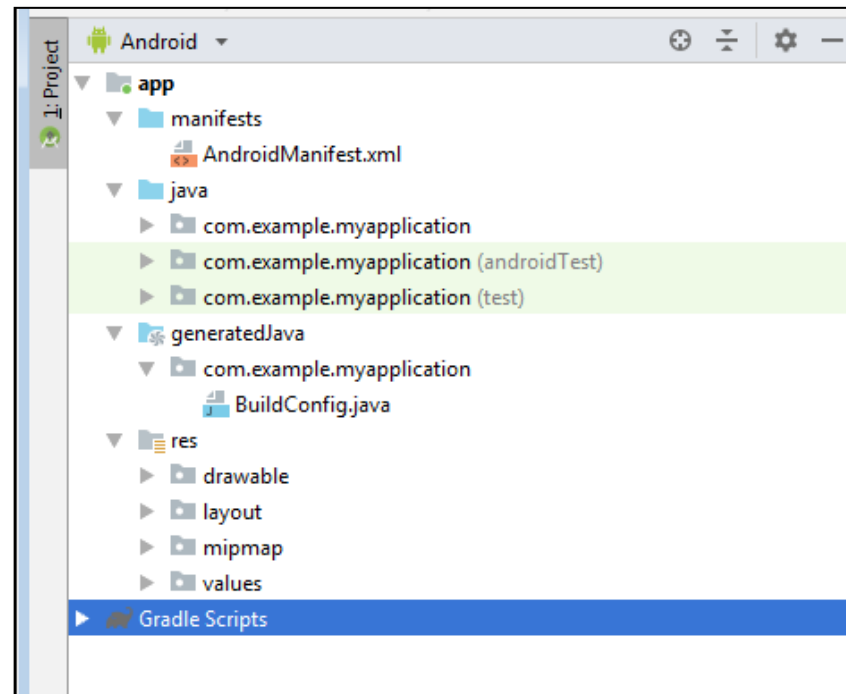 1: Project
Android
app
manifests
AndroidManifest.xml
java
com.example.myapplication
com.example.myapplication (androidTest)
com.example.myapplication (test)
generatedJava
com.example.myapplication
BuildConfig.java
res
drawable
layout
mipmap
values
Gradle Scripts